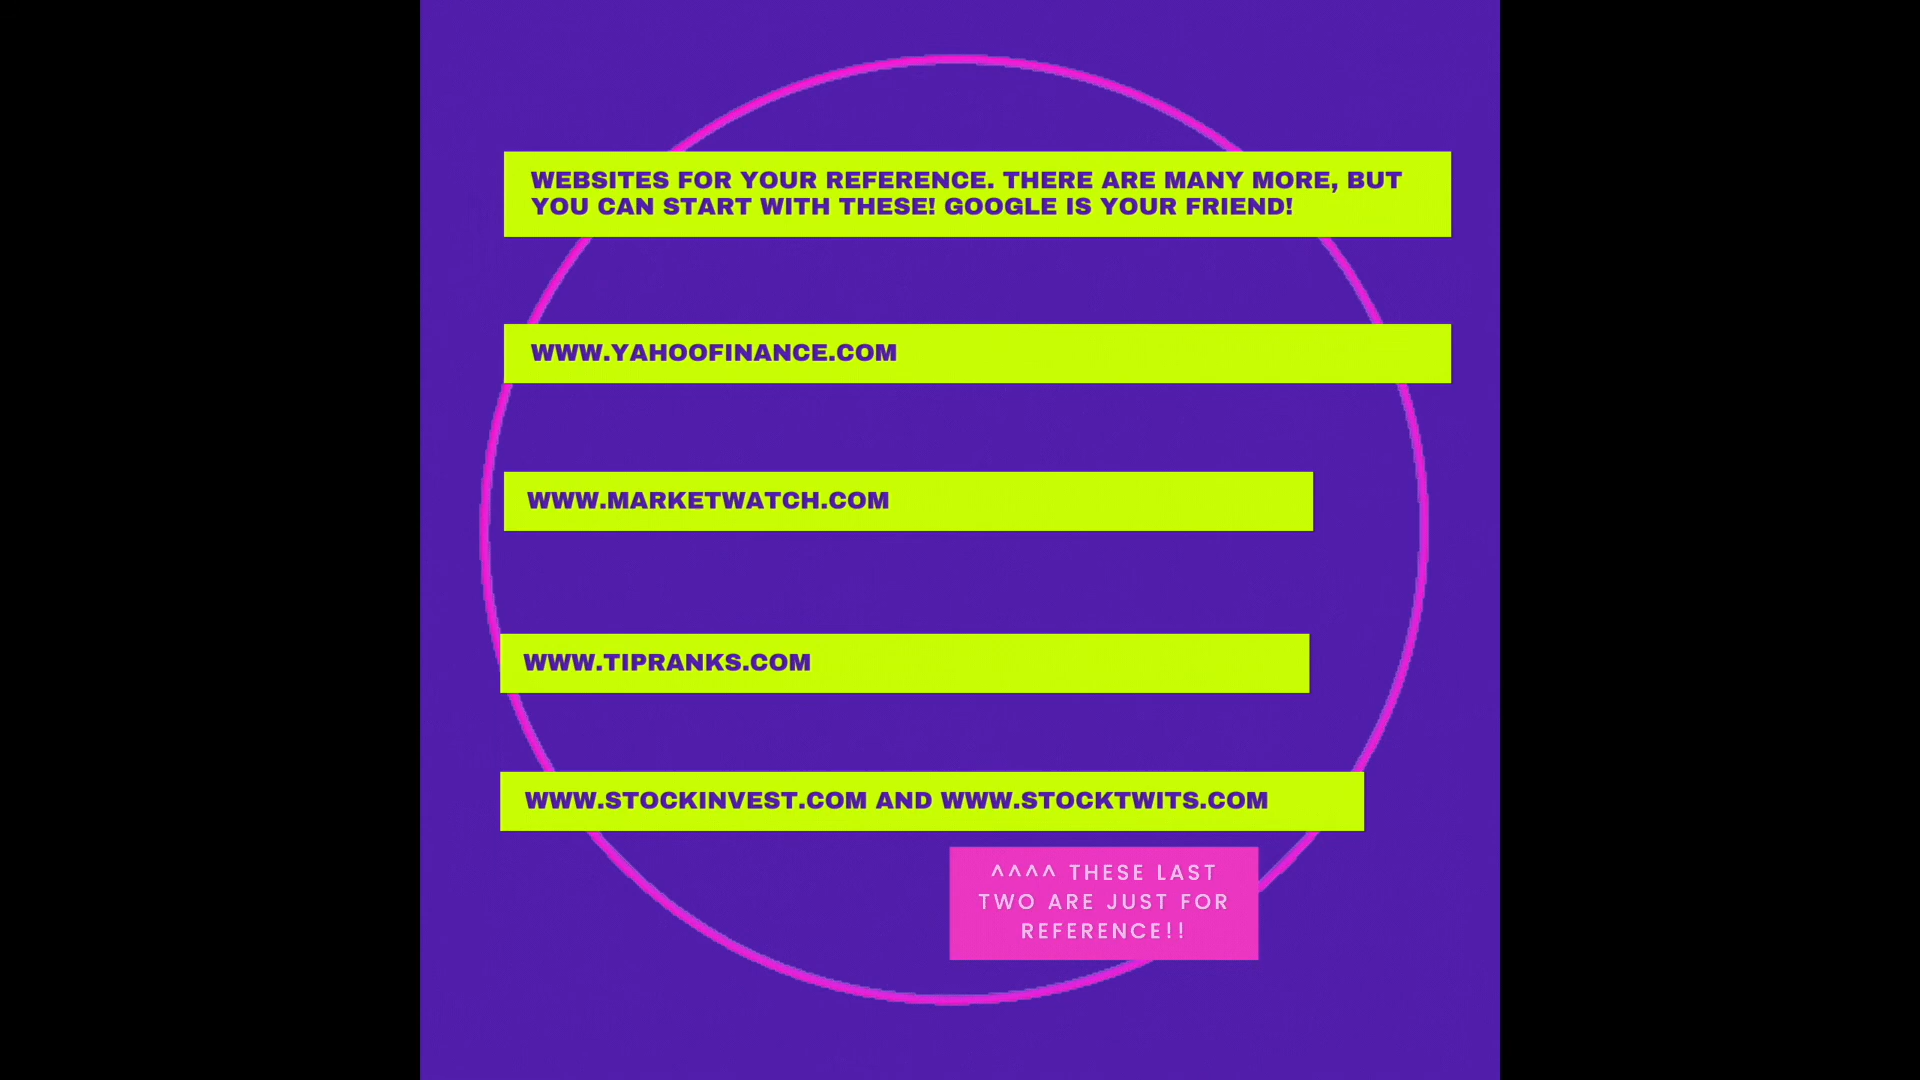 WEBSITES FOR YOUR REFERENCE. THERE ARE MANY MORE, BUT
YOU CAN START WITH THESE! GOOGLE IS YOUR FRIEND!
WWW.YAHOOFINANCE.COM
WWW.MARKETWATCH.COM
WWW.TIPRANKS.COM
WWW.STOCKINVEST.COM AND WWW.STOCKTWITS.COM
^^^^ THESE LAST
TWO ARE JUST FOR
REFERENCE!!